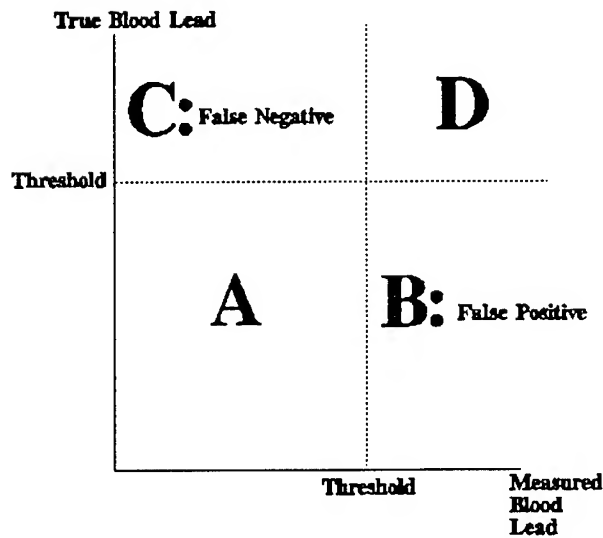 True Blood Lead
C: False Negative
D
Threshold
A
B: False Positive
Threshold
Measured
Blood
Lead